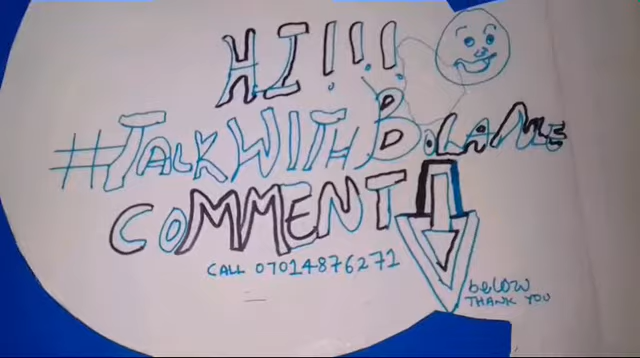 HI!!!
#TALKWITHBOLANLE
COMMENT
CALL 07014876271
below
THANK YOU